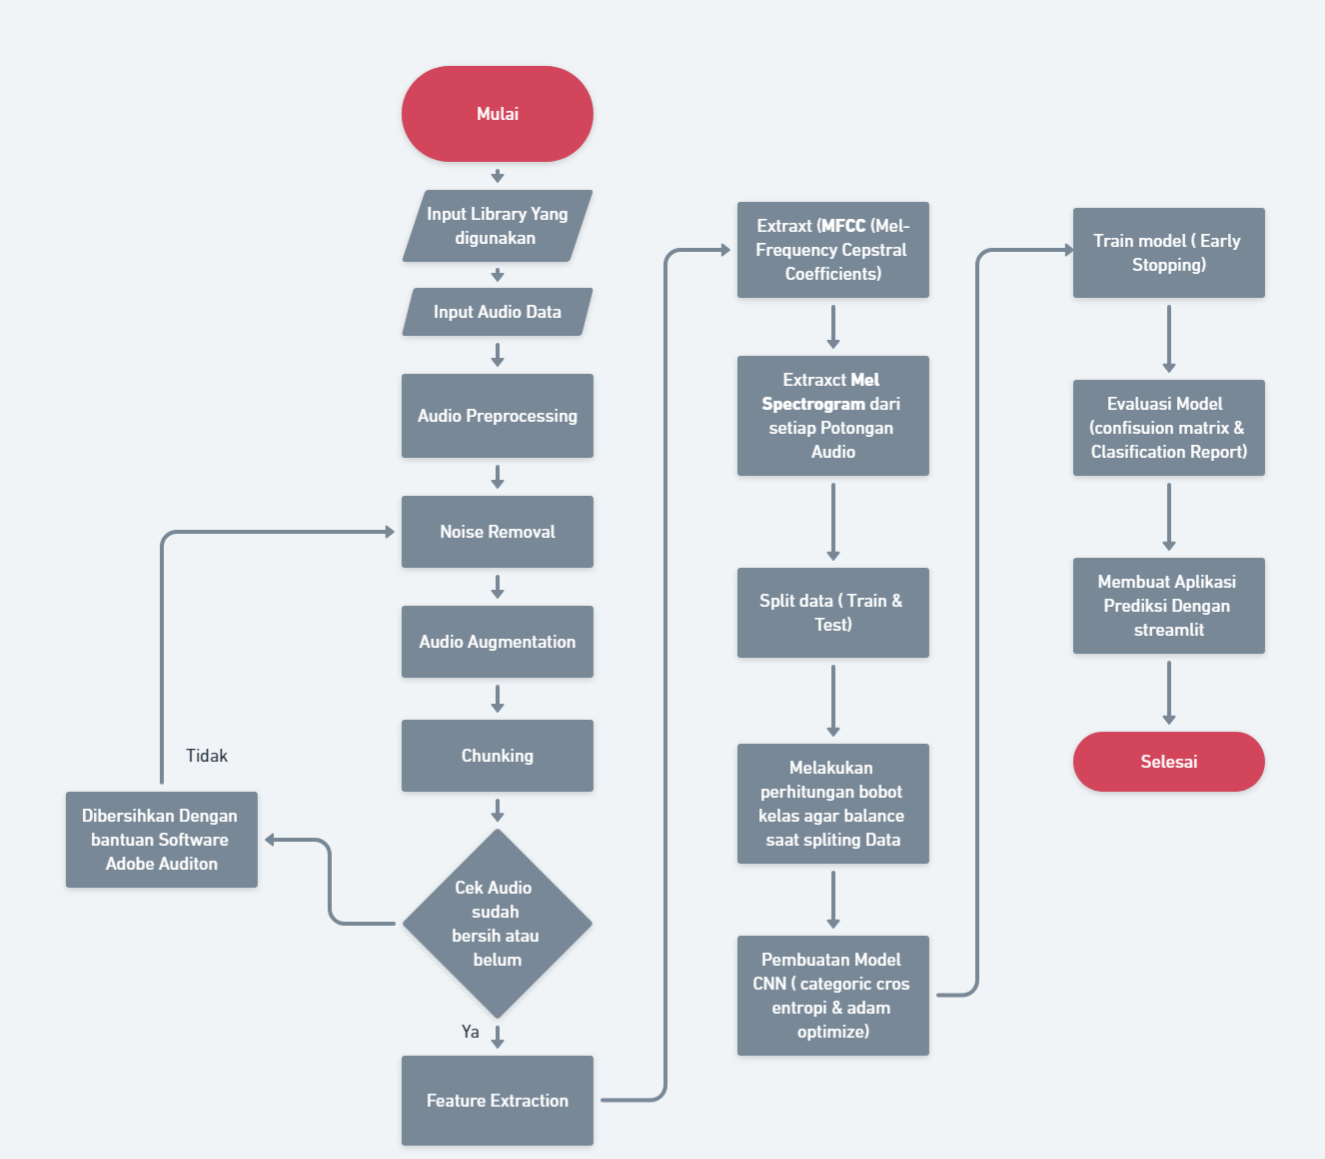 Mulai
Input Library Yang
digunakan
Input Audio Data
Audio Preprocessing
Noise Removal
Audio Augmentation
Chunking
Cek Audio
sudah
bersih atau
belum
Tidak
Dibersihkan Dengan
bantuan Software
Adobe Auditon
Ya
Feature Extraction
Extraxt (MFCC (Mel-
Frequency Cepstral
Coefficients)
Extraxct Mel
Spectrogram dari
setiap Potongan
Audio
Split data ( Train &
Test)
Melakukan
perhitungan bobot
kelas agar balance
saat spliting Data
Pembuatan Model
CNN ( categoric cros
entropi & adam
optimize)
Train model ( Early
Stopping)
Evaluasi Model
(confisuion matrix &
Clasification Report)
Membuat Aplikasi
Prediksi Dengan
streamlit
Selesai